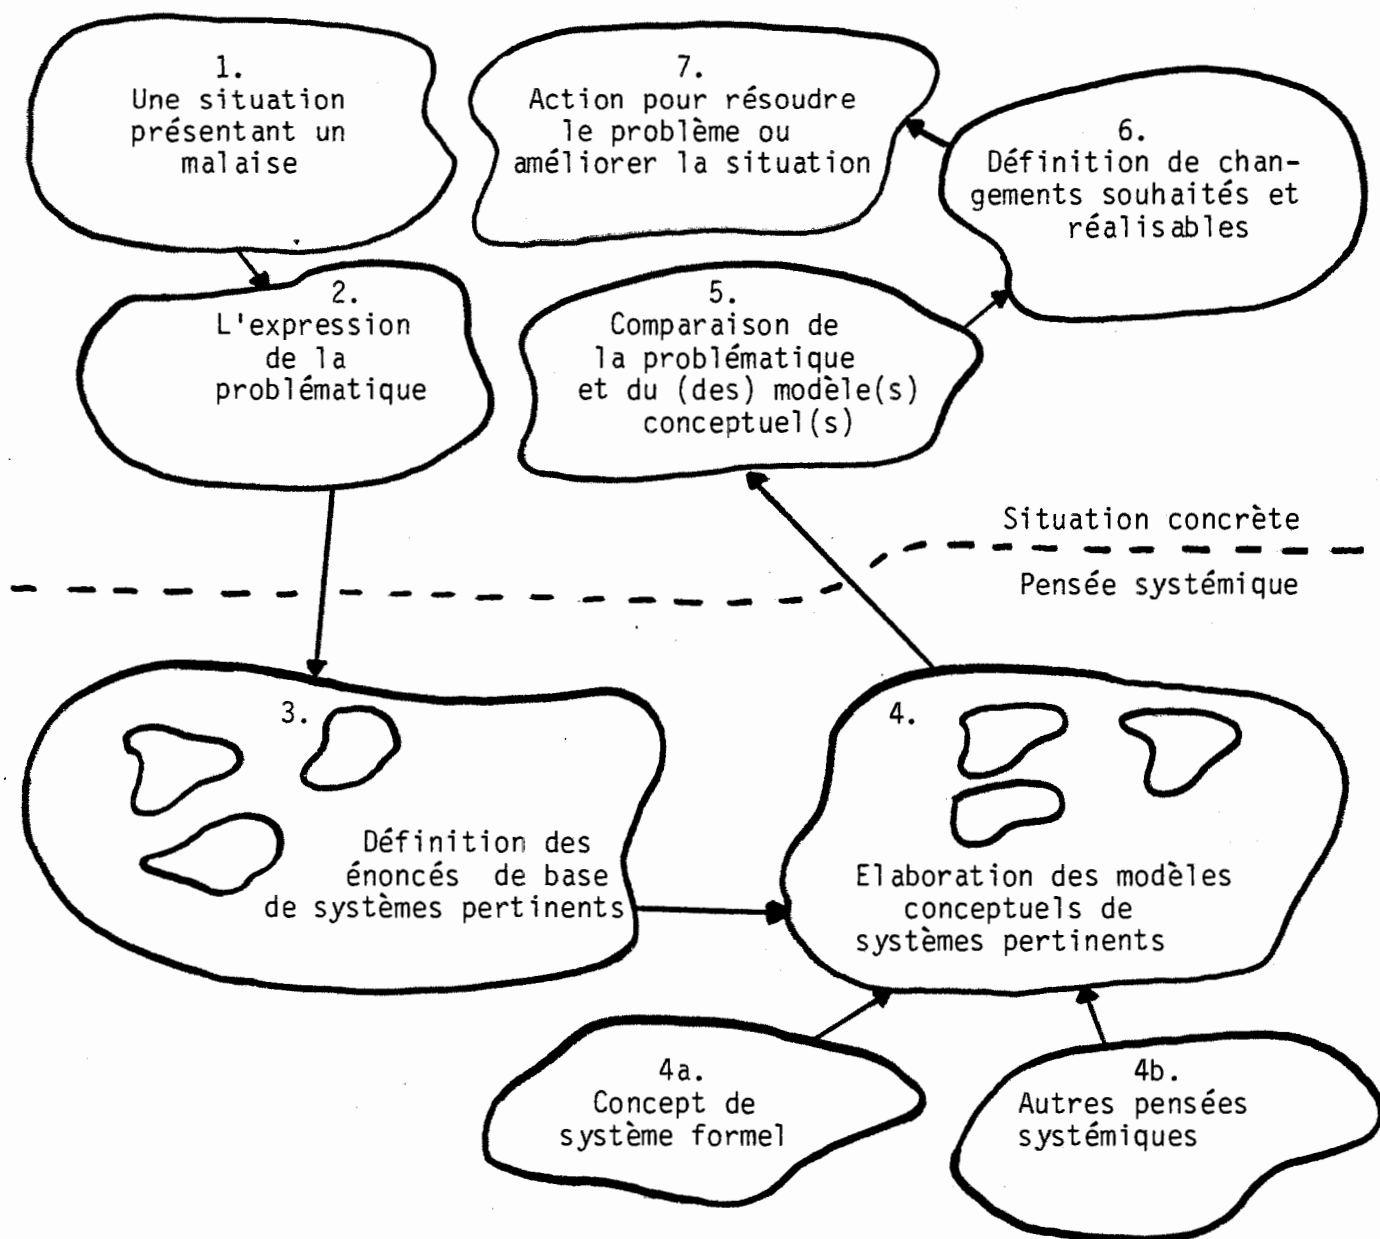 1.
Une situation
présentant un
malaise
7.
Action pour résoudre
le problème ou
améliorer la situation
6.
Définition de chan-
gements souhaités et
réalisables
2.
L'expression
de la
problématique
5.
Comparaison de
la problématique
et du (des) modèle(s)
conceptuel(s)
Situation concrète
Pensée systémique
3.
Définition des
énoncés de base
de systèmes pertinents
4.
Elaboration des modèles
conceptuels de
systèmes pertinents
4a.
Concept de
système formel
4b.
Autres pensées
systémiques